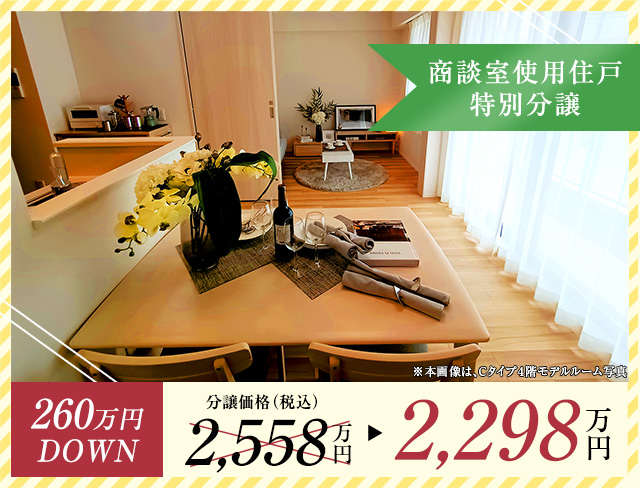 商談室使用住戸
特別分譲
※本画像は、Cタイプ4階モデルルーム写真
260万円
DOWN
分譲価格(税込)
2,558万円
▶
2,298万円